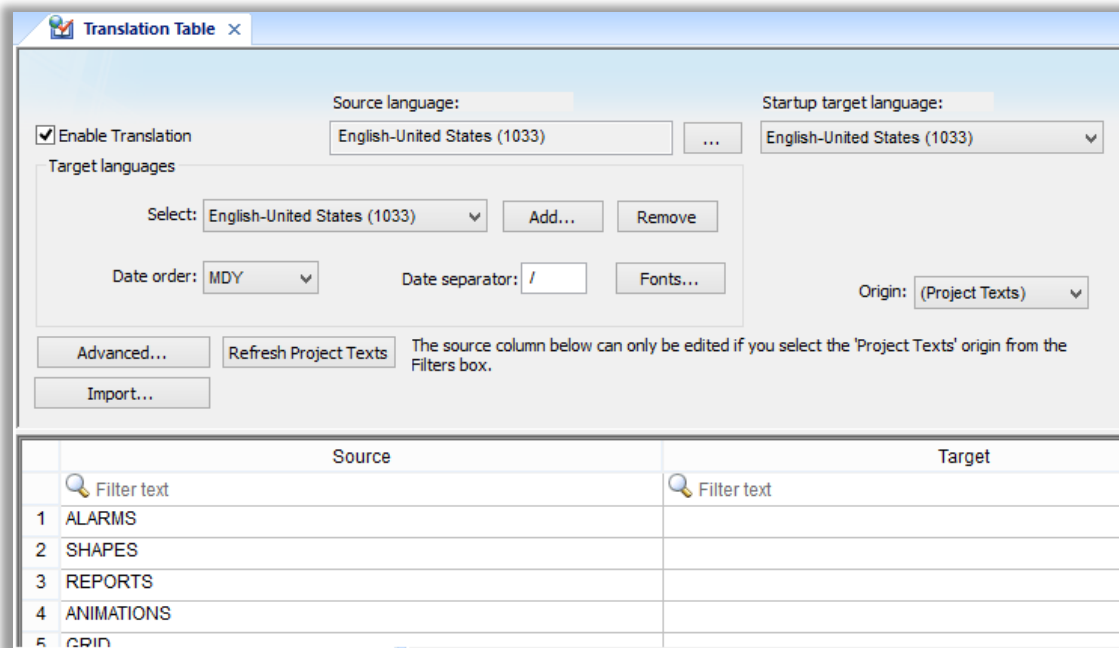 Translation Table ×
Source language:
Startup target language:
Enable Translation
English-United States (1033)
...
English-United States (1033)
Target languages
Select: English-United States (1033)
Add...
Remove
Date order: MDY
Date separator: /
Fonts...
Origin: (Project Texts)
Advanced...
Refresh Project Texts
The source column below can only be edited if you select the 'Project Texts' origin from the
Filters box.
Import...
Source
Target
Filter text
Filter text
1 ALARMS
2 SHAPES
3 REPORTS
4 ANIMATIONS
5 GRID